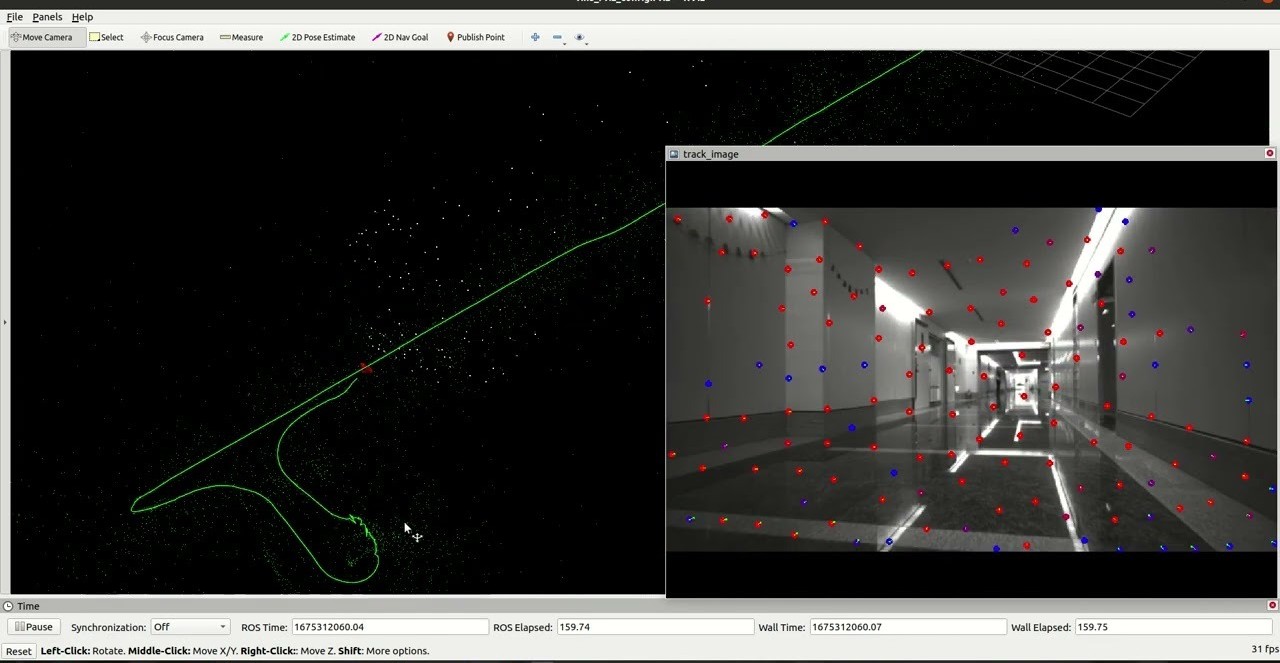 File Panels Help
Move Camera Select Focus Camera Measure 2D Pose Estimate 2D Nav Goal Publish Point
track_image
Time
Pause Synchronization: Off ROS Time: 1675312060.04 ROS Elapsed: 159.74 Wall Time: 1675312060.07 Wall Elapsed: 159.75
Reset Left-Click: Rotate. Middle-Click: Move X/Y. Right-Click:: Move Z. Shift: More options. 31 fps